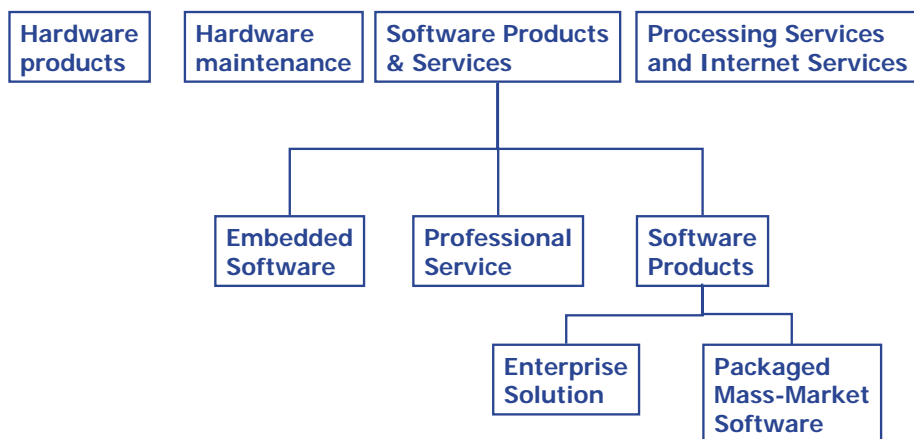 Hardware
products
Hardware
maintenance
Software Products
& Services
Processing Services
and Internet Services
Embedded
Software
Professional
Service
Software
Products
Enterprise
Solution
Packaged
Mass-Market
Software